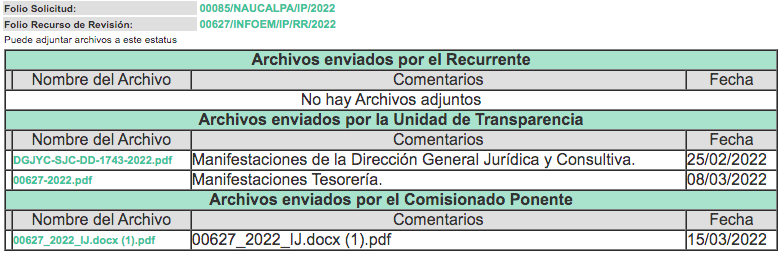 Folio Solicitud: 00085/NAUCALPA/IP/2022
Folio Recurso de Revisión: 00627/INFOEM/IP/RR/2022
Puede adjuntar archivos a este estatus
Archivos enviados por el Recurrente
Nombre del Archivo Comentarios Fecha
No hay Archivos adjuntos
Archivos enviados por la Unidad de Transparencia
Nombre del Archivo Comentarios Fecha
DGJYC-SJC-DD-1743-2022.pdf Manifestaciones de la Dirección General Jurídica y Consultiva. 25/02/2022
00627-2022.pdf Manifestaciones Tesorería. 08/03/2022
Archivos enviados por el Comisionado Ponente
Nombre del Archivo Comentarios Fecha
00627_2022_IJ.docx (1).pdf 00627_2022_IJ.docx (1).pdf 15/03/2022